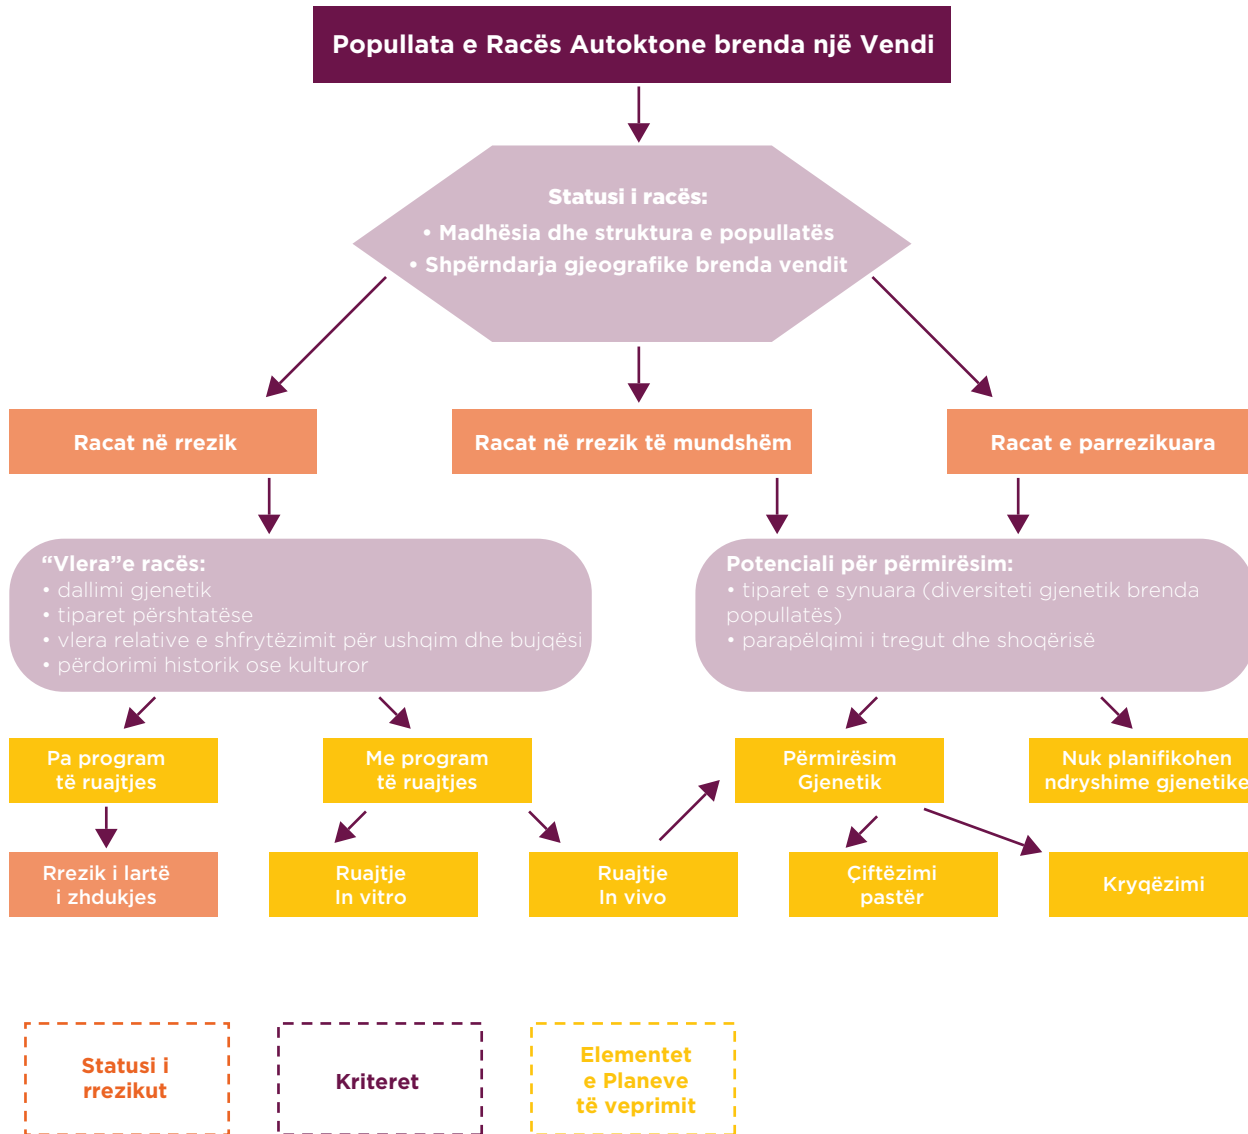 Popullata e Racës Autoktone brenda një Vendi
Statusi i racës:
• Madhësia dhe struktura e popullatës
• Shpërndarja gjeografike brenda vendit
Racat në rrezik
Racat në rrezik të mundshëm
Racat e parrezikuara
“Vlera”e racës:
• dallimi gjenetik
• tiparet përshtatëse
• vlera relative e shfrytëzimit për ushqim dhe bujqësi
• përdorimi historik ose kulturor
Potenciali për përmirësim:
• tiparet e synuara (diversiteti gjenetik brenda
popullatës)
• parapëlqimi i tregut dhe shoqërisë
Pa program
të ruajtjes
Me program
të ruajtjes
Përmirësim
Gjenetik
Nuk planifikohen
ndryshime gjenetike
Rrezik i lartë
i zhdukjes
Ruajtje
In vitro
Ruajtje
In vivo
Çiftëzimi
pastër
Kryqëzimi
Statusi i
rrezikut
Kriteret
Elementet
e Planeve
të veprimit